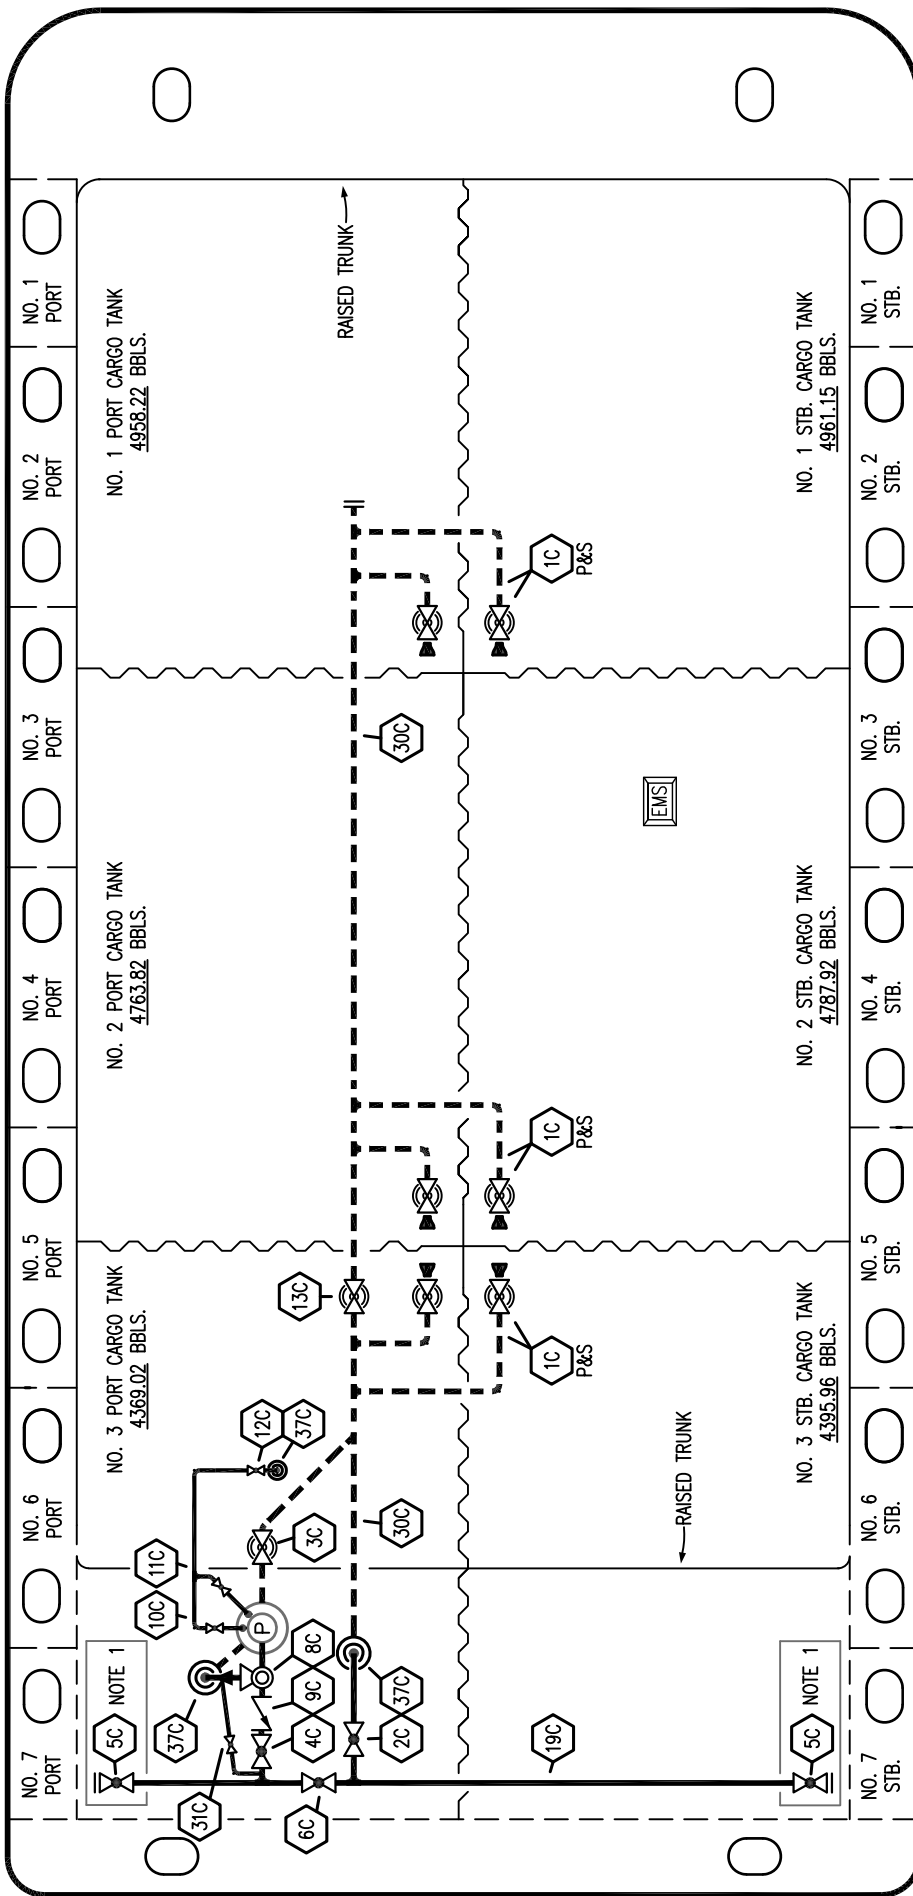 NO. 1
PORT
NO. 2
PORT
NO. 3
PORT
NO. 4
PORT
NO. 5
PORT
NO. 6
PORT
NO. 7
PORT
NO. 1 PORT CARGO TANK
4958.22 BBLS.
NO. 2 PORT CARGO TANK
4763.82 BBLS.
NO. 3 PORT CARGO TANK
4369.02 BBLS.
RAISED TRUNK
30C
13C
12C
37C
11C
10C
3C
30C
P
8C
9C
37C
4C
37C
2C
31C
6C
19C
5C
NOTE 1
5C
NOTE 1
1C
P&S
1C
P&S
1C
P&S
EMS
RAISED TRUNK
NO. 1 STB. CARGO TANK
4961.15 BBLS.
NO. 2 STB. CARGO TANK
4787.92 BBLS.
NO. 3 STB. CARGO TANK
4395.96 BBLS.
NO. 1
STB.
NO. 2
STB.
NO. 3
STB.
NO. 4
STB.
NO. 5
STB.
NO. 6
STB.
NO. 7
STB.